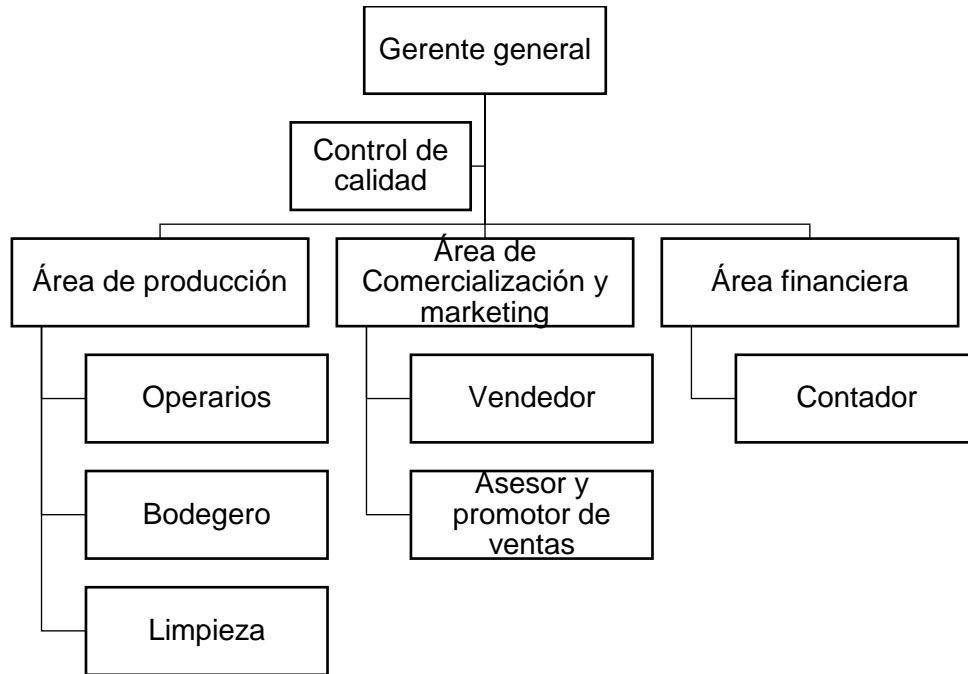 Gerente general
Control de
calidad
Área de producción
Área de
Comercialización y
marketing
Área financiera
Operarios
Vendedor
Contador
Bodegero
Asesor y
promotor de
ventas
Limpieza